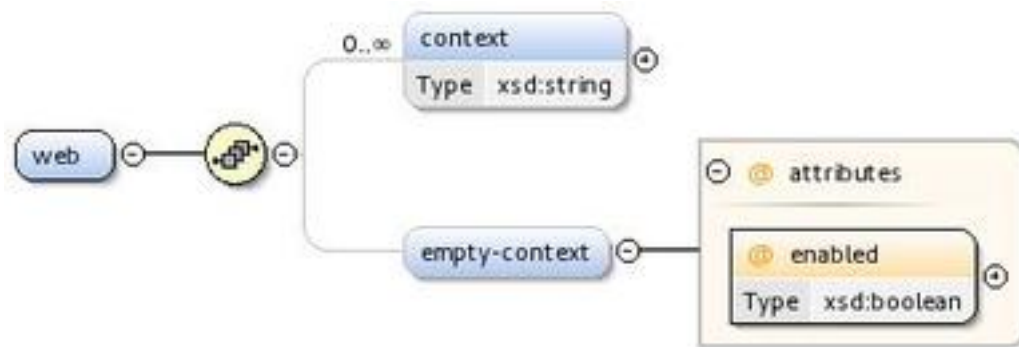 0..∞
context
Type xsd:string
web
@ attributes
empty-context
@ enabled
Type xsd:boolean